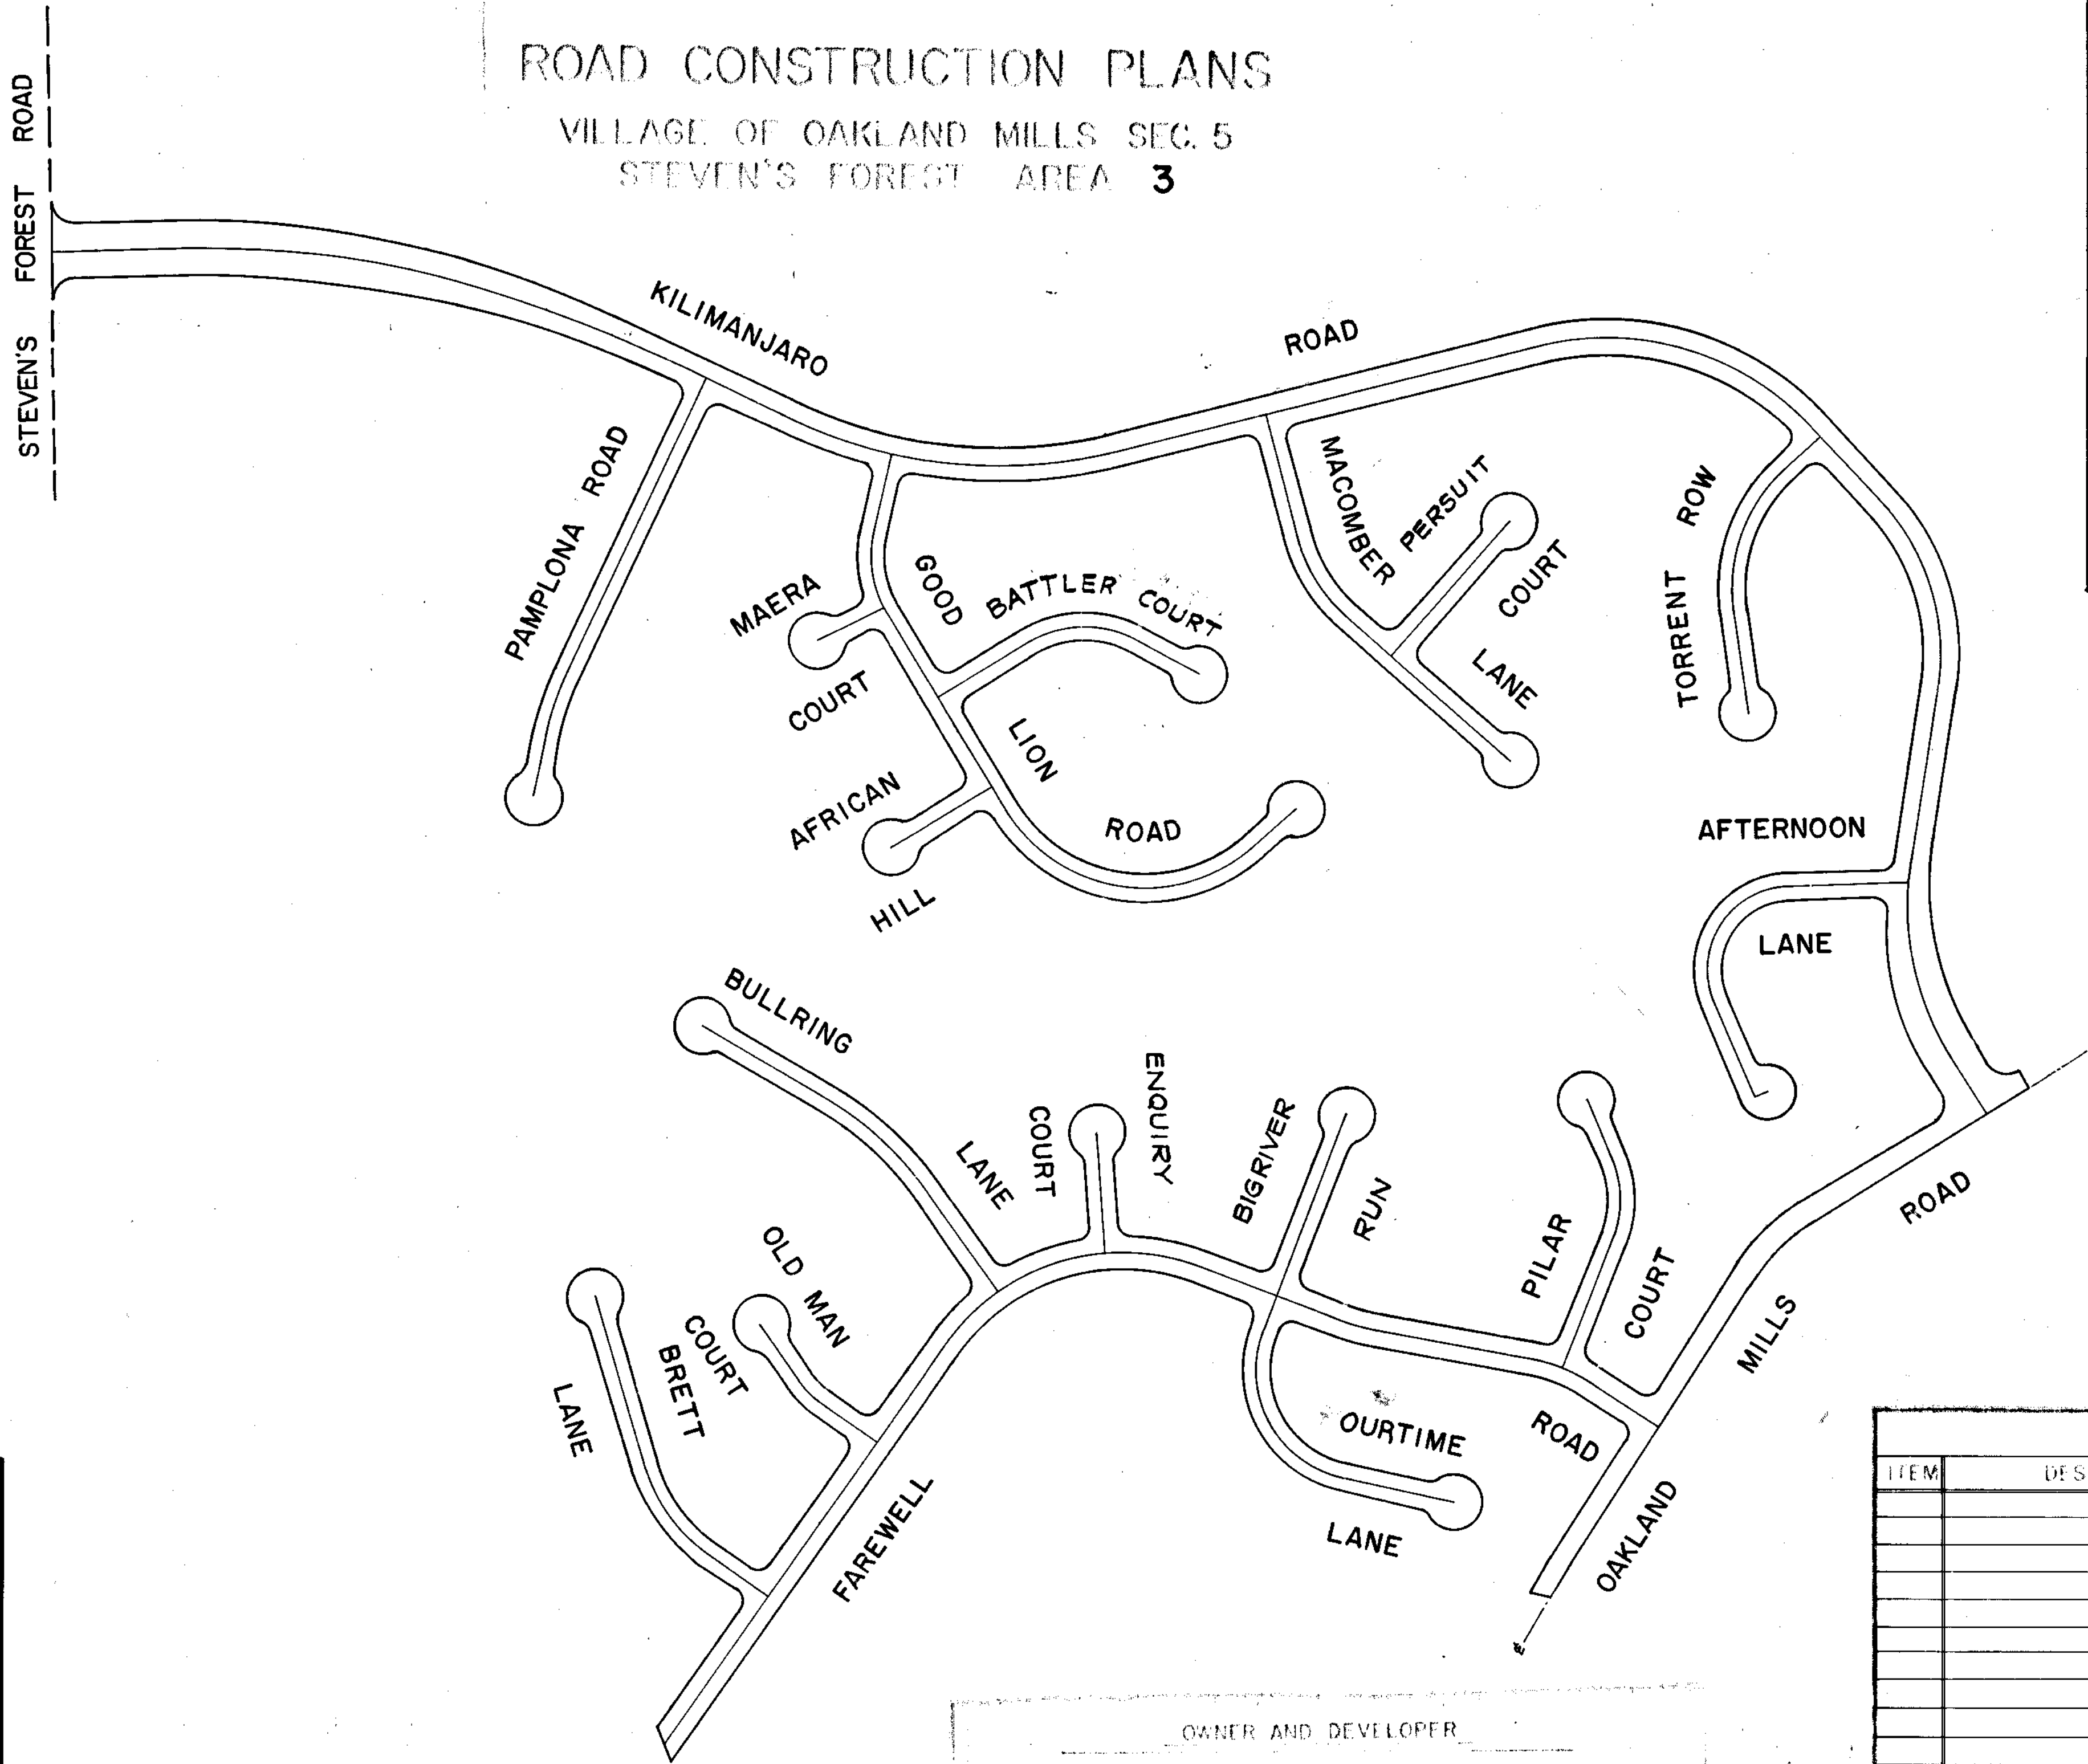 ROAD CONSTRUCTION PLANS
VILLAGE OF OAKLAND MILLS SEC. 5
STEVEN'S FOREST AREA 3
STEVEN'S FOREST ROAD
KILIMANJARO ROAD
PAMPLONA ROAD
MAERA COURT
GOOD LION ROAD
BATTLER COURT
AFRICAN HILL
MACOMBER LANE
PERSUIT COURT
TORRENT ROW
AFTERNOON LANE
BULLRING LANE
ENQUIRY COURT
BIGRIVER RUN
PILAR COURT
OLD MAN COURT
BRETT LANE
FAREWELL ROAD
OURTIME LANE
OAKLAND MILLS ROAD
ITEM DES
OWNER AND DEVELOPER